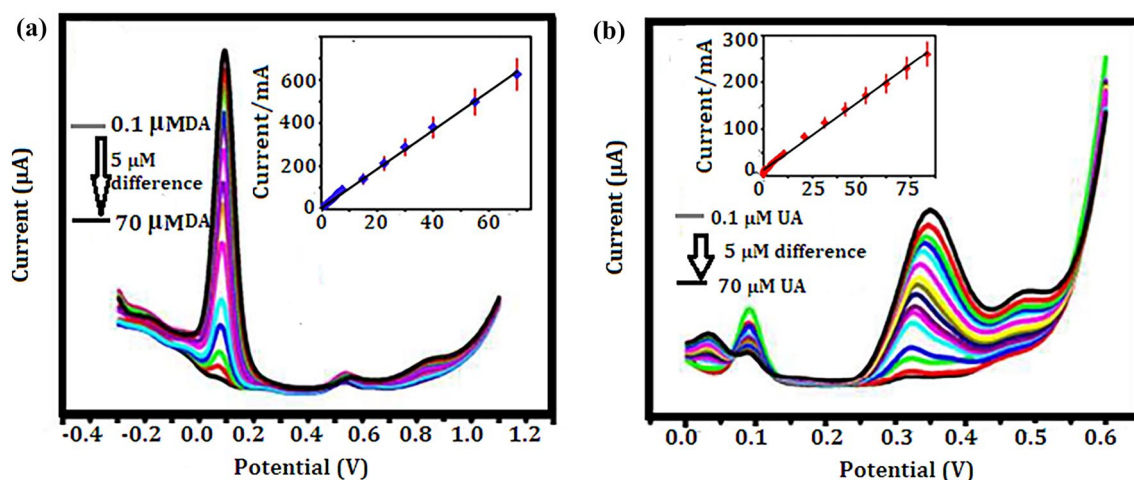 (a)
Current (µA)
0.1 µMDA
5 µM
difference
70 µMDA
Current/mA
600
400
200
0
0 20 40 60
-0.4 -0.2 0.0 0.2 0.4 0.6 0.8 1.0 1.2
Potential (V)
(b)
Current (µA)
0.1 µM UA
5 µM difference
70 µM UA
Current/mA
300
200
100
0
0 25 50 75
0.0 0.1 0.2 0.3 0.4 0.5 0.6
Potential (V)